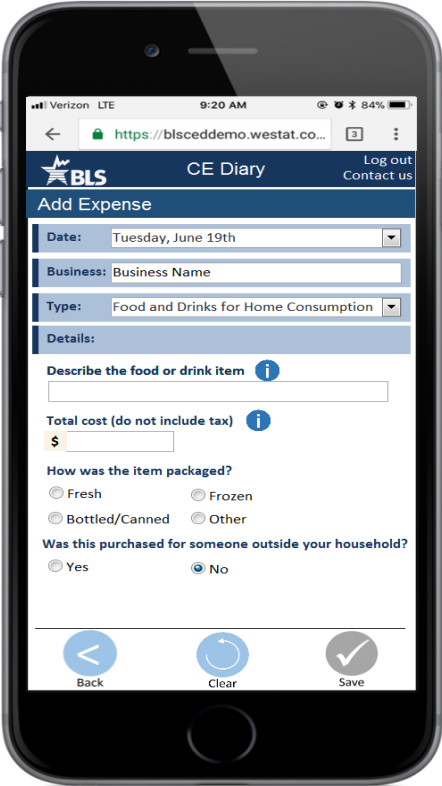 Verizon LTE 9:20 AM 84%
https://blsceddemo.westat.co... 3
BLS CE Diary Log out
Contact us
Add Expense
Date: Tuesday, June 19th
Business: Business Name
Type: Food and Drinks for Home Consumption
Details:
Describe the food or drink item i
Total cost (do not include tax) i
$
How was the item packaged?
Fresh Frozen
Bottled/Canned Other
Was this purchased for someone outside your household?
Yes No
< 
Back Clear Save